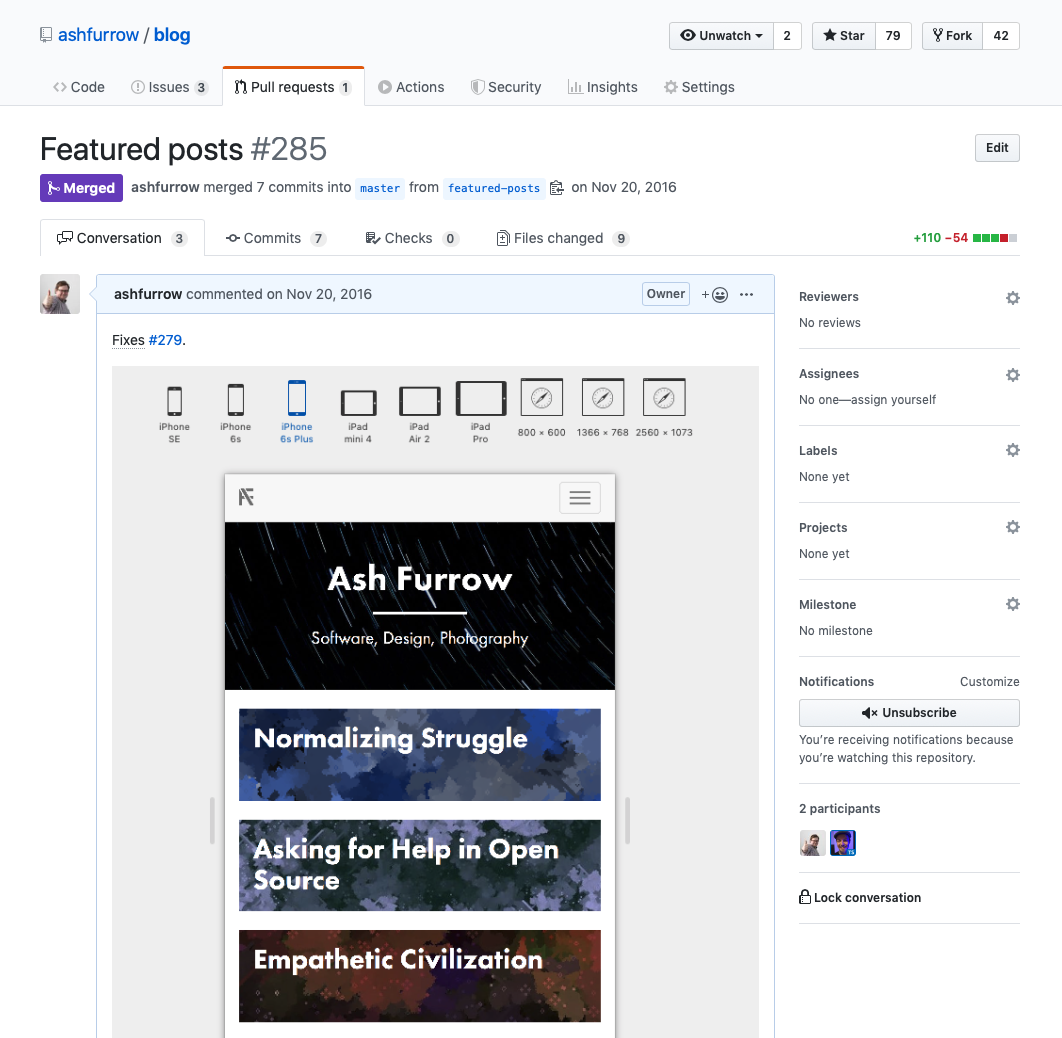 ashfurrow / blog
Unwatch 2 Star 79 Fork 42
Code Issues 3 Pull requests 1 Actions Security Insights Settings
Featured posts #285
Edit
Merged ashfurrow merged 7 commits into master from featured-posts on Nov 20, 2016
Conversation 3 Commits 7 Checks 0 Files changed 9
+110 −54
ashfurrow commented on Nov 20, 2016
Owner
Fixes #279.
iPhone SE
iPhone 6s
iPhone 6s Plus
iPad mini 4
iPad Air 2
iPad Pro
800 × 600
1366 × 768
2560 × 1073
Ash Furrow
Software, Design, Photography
Normalizing Struggle
Asking for Help in Open
Source
Empathetic Civilization
Reviewers
No reviews
Assignees
No one—assign yourself
Labels
None yet
Projects
None yet
Milestone
No milestone
Notifications Customize
Unsubscribe
You’re receiving notifications because
you’re watching this repository.
2 participants
Lock conversation